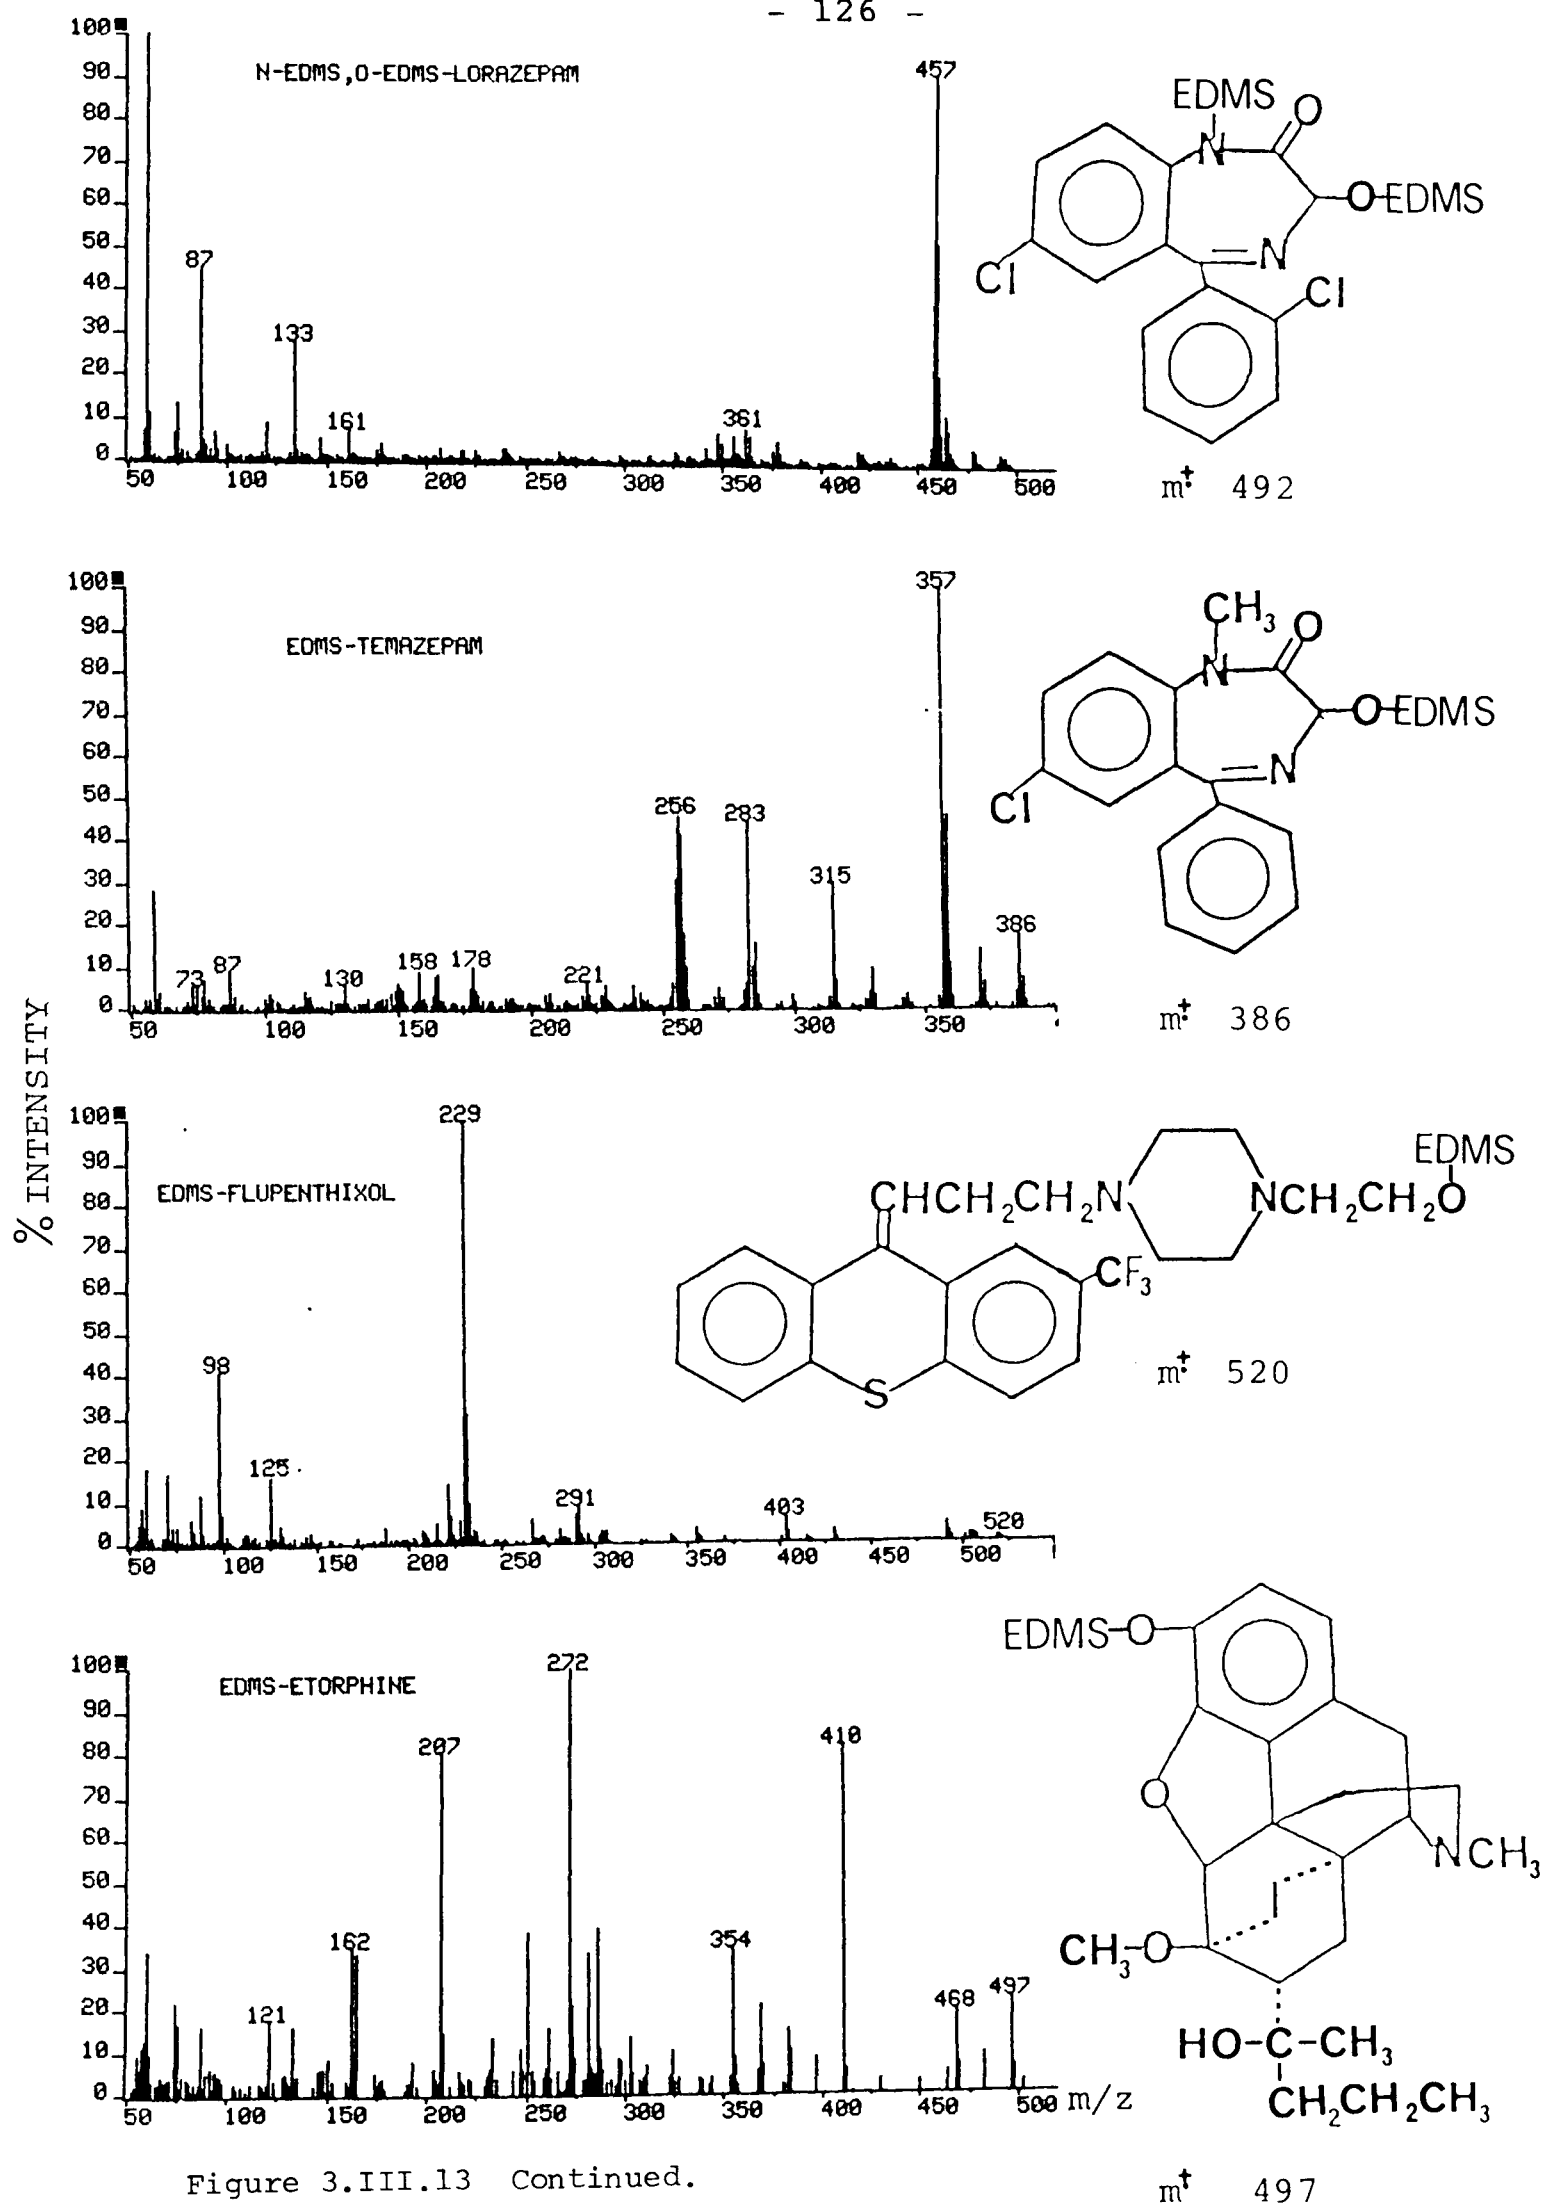 - 126 -
N-EDMS,O-EDMS-LORAZEPAM
100
90
80
70
60
50
40
30
20
10
0
87
133
161
361
457
50 100 150 200 250 300 350 400 450 500
EDMS
N
O
O-EDMS
N
Cl
Cl
m+. 492
EDMS-TEMAZEPAM
100
90
80
70
60
50
40
30
20
10
0
73
87
130
158
178
221
256
283
315
357
386
50 100 150 200 250 300 350
CH3
N
O
O-EDMS
N
Cl
m+. 386
% INTENSITY
EDMS-FLUPENTHIXOL
100
90
80
70
60
50
40
30
20
10
0
98
125
229
291
403
520
50 100 150 200 250 300 350 400 450 500
EDMS
CHCH2CH2N
NCH2CH2O
CF3
S
m+. 520
EDMS-ETORPHINE
100
90
80
70
60
50
40
30
20
10
0
121
162
207
272
354
410
468
497
50 100 150 200 250 300 350 400 450 500 m/z
EDMS-O
O
NCH3
CH3-O
HO-C-CH3
CH2CH2CH3
m+. 497
Figure 3.III.13 Continued.